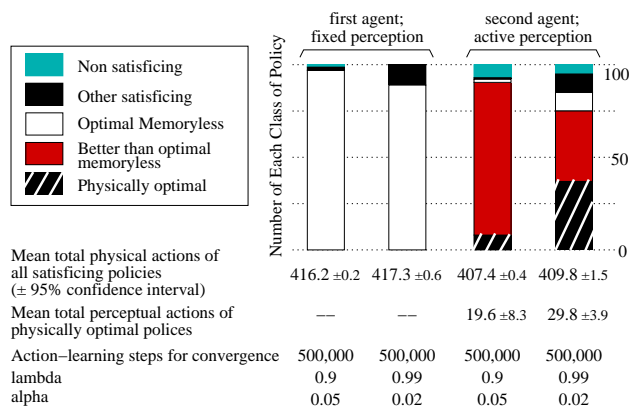 first agent;
fixed perception
second agent;
active perception
Non satisficing
Other satisficing
Optimal Memoryless
Better than optimal
memoryless
Physically optimal
Number of Each Class of Policy
100
50
0
Mean total physical actions of
all satisficing policies
(± 95% confidence interval)
416.2 ±0.2 417.3 ±0.6 407.4 ±0.4 409.8 ±1.5
Mean total perceptual actions of
physically optimal polices
−− −− 19.6 ±8.3 29.8 ±3.9
Action−learning steps for convergence 500,000 500,000 500,000 500,000
lambda 0.9 0.99 0.9 0.99
alpha 0.05 0.02 0.05 0.02